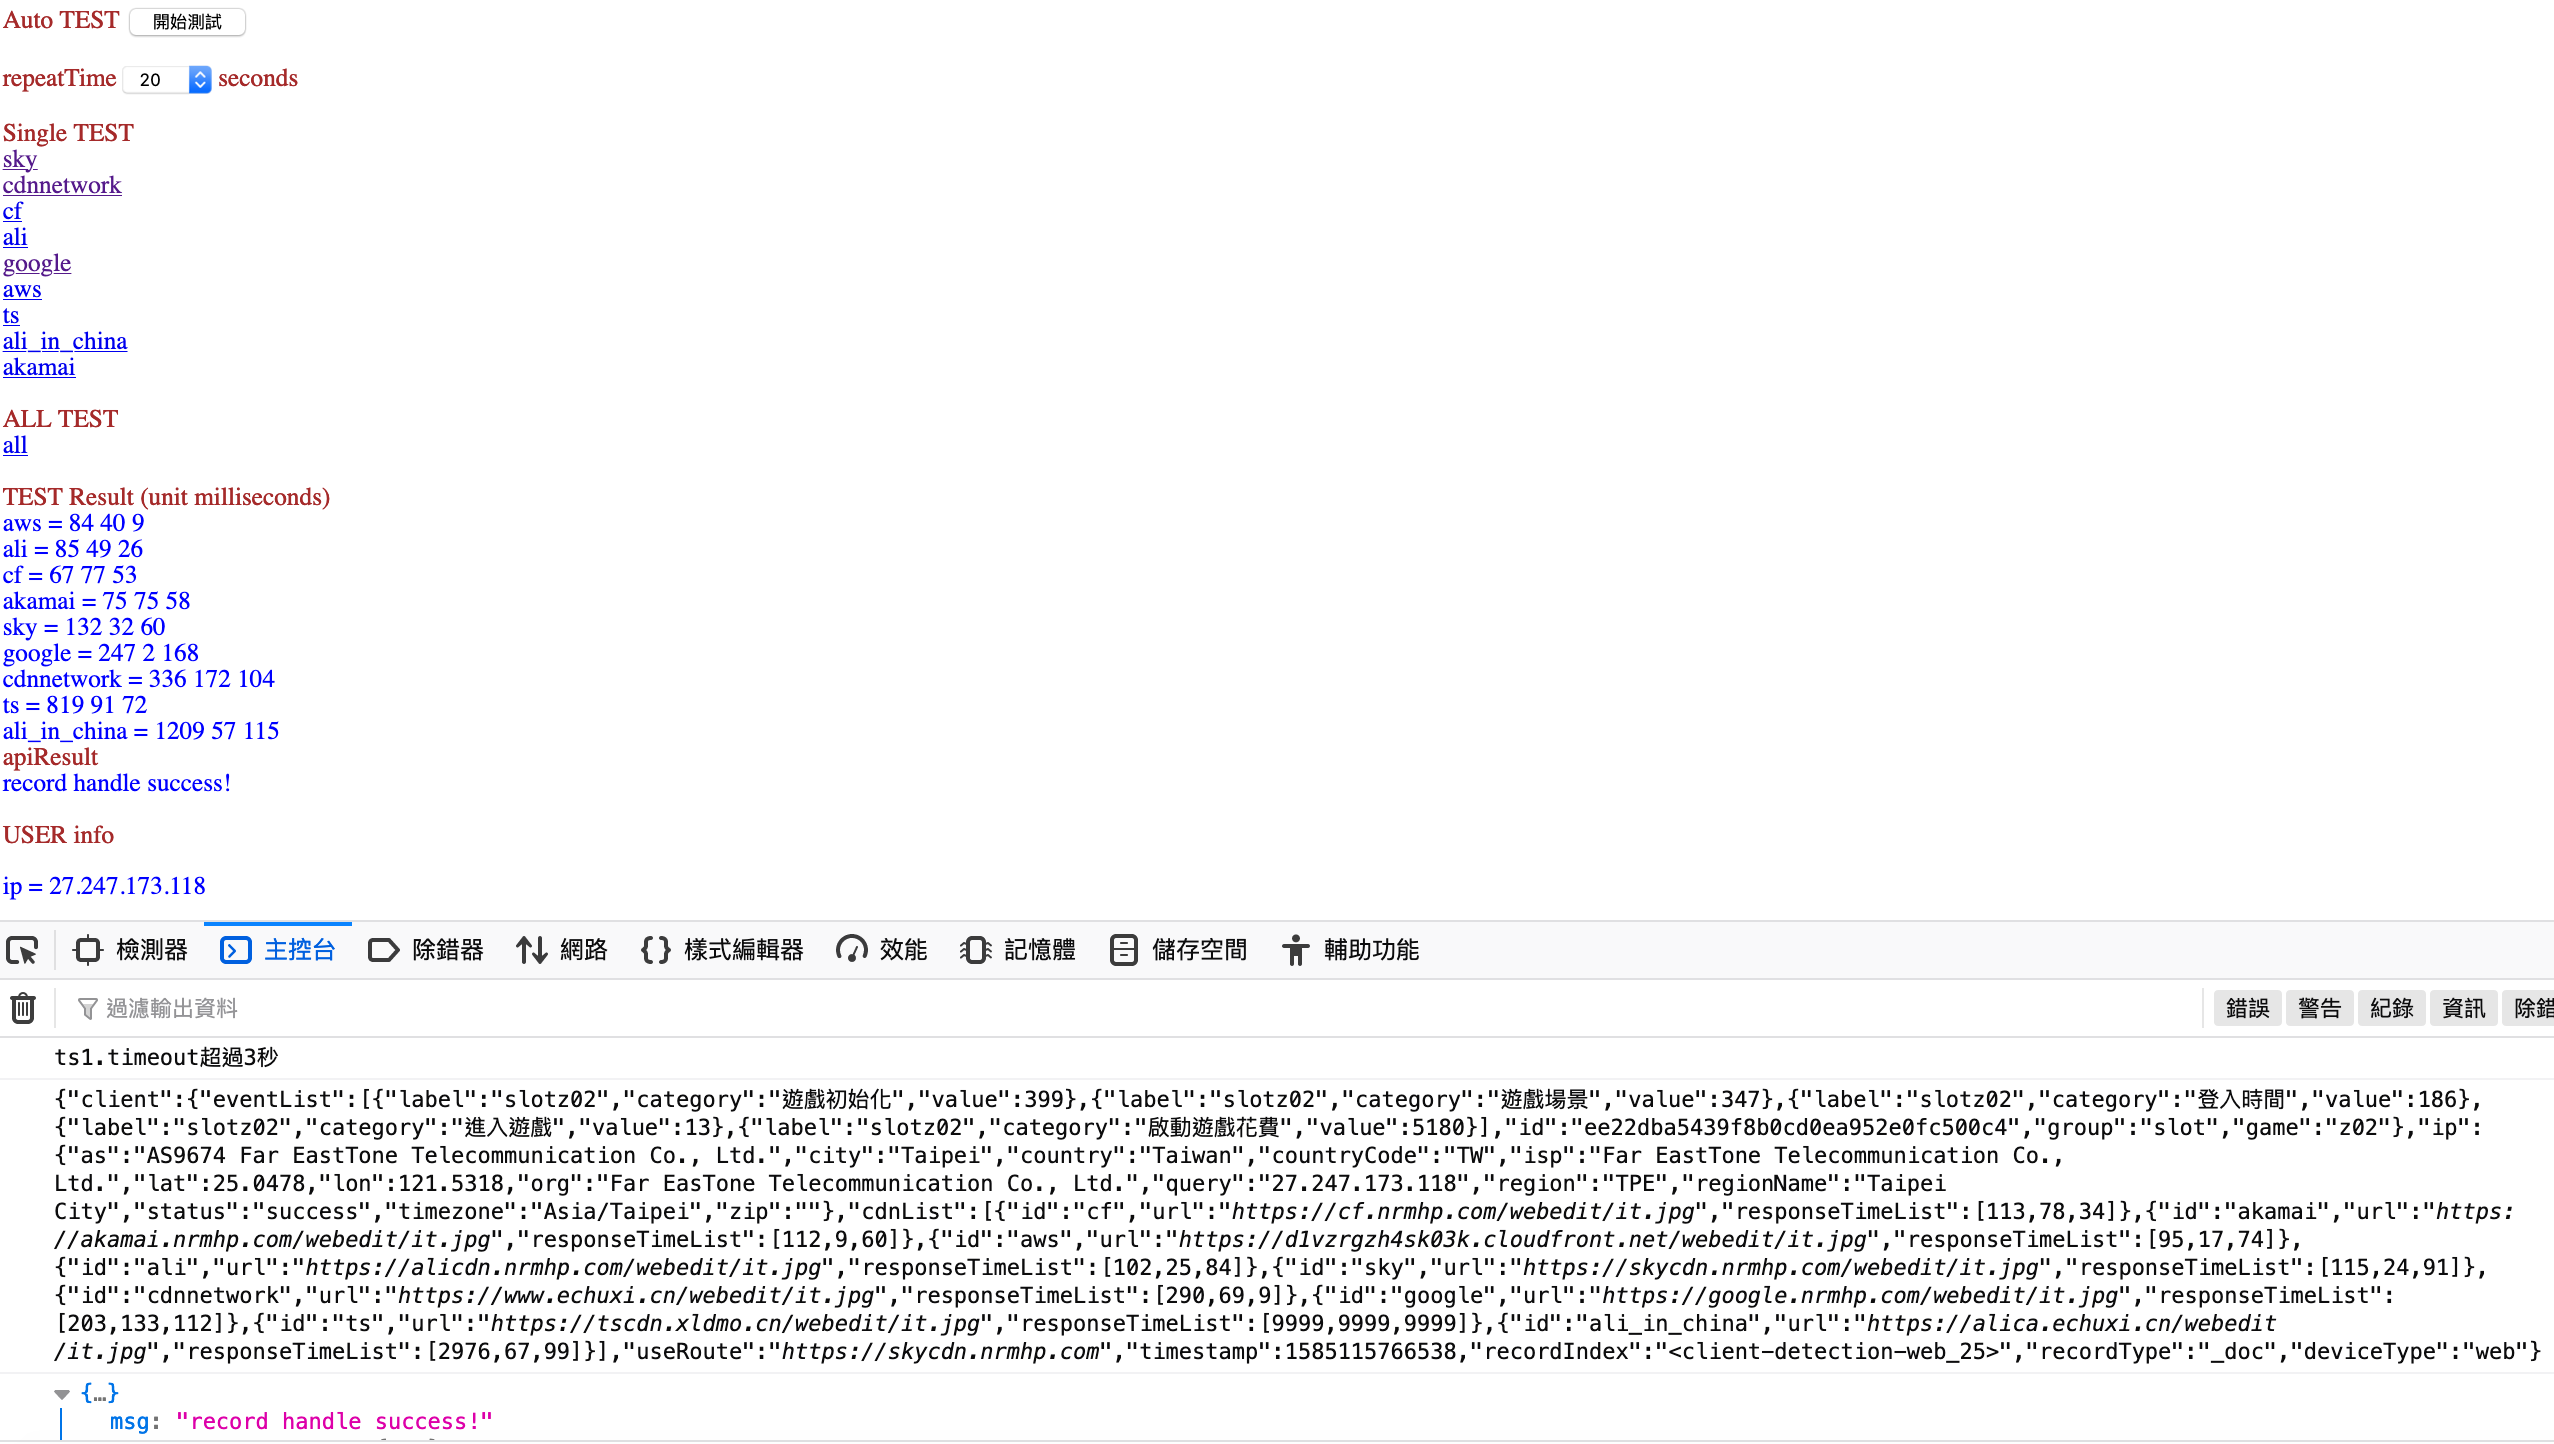 Auto TEST 開始測試
repeatTime 20 seconds
Single TEST
sky
cdnnetwork
cf
ali
google
aws
ts
ali_in_china
akamai
ALL TEST
all
TEST Result (unit milliseconds)
aws = 84 40 9
ali = 85 49 26
cf = 67 77 53
akamai = 75 75 58
sky = 132 32 60
google = 247 2 168
cdnnetwork = 336 172 104
ts = 819 91 72
ali_in_china = 1209 57 115
apiResult
record handle success!
USER info
ip = 27.247.173.118
檢測器 主控台 除錯器 網路 樣式編輯器 效能 記憶體 儲存空間 輔助功能
過濾輸出資料 錯誤 警告 紀錄 資訊 除錯
ts1.timeout超過3秒
{"client":{"eventList":[{"label":"slotz02","category":"遊戲初始化","value":399},{"label":"slotz02","category":"遊戲場景","value":347},{"label":"slotz02","category":"登入時間","value":186},
{"label":"slotz02","category":"進入遊戲","value":13},{"label":"slotz02","category":"啟動遊戲花費","value":5180}],"id":"ee22dba5439f8b0cd0ea952e0fc500c4","group":"slot","game":"z02"},"ip":
{"as":"AS9674 Far EastTone Telecommunication Co., Ltd.","city":"Taipei","country":"Taiwan","countryCode":"TW","isp":"Far EastTone Telecommunication Co.,
Ltd.","lat":25.0478,"lon":121.5318,"org":"Far EasTone Telecommunication Co., Ltd.","query":"27.247.173.118","region":"TPE","regionName":"Taipei
City","status":"success","timezone":"Asia/Taipei","zip":""},"cdnList":[{"id":"cf","url":"https://cf.nrmhp.com/webedit/it.jpg","responseTimeList":[113,78,34]},{"id":"akamai","url":"https:
//akamai.nrmhp.com/webedit/it.jpg","responseTimeList":[112,9,60]},{"id":"aws","url":"https://d1vzrgzh4sk03k.cloudfront.net/webedit/it.jpg","responseTimeList":[95,17,74]},
{"id":"ali","url":"https://alicdn.nrmhp.com/webedit/it.jpg","responseTimeList":[102,25,84]},{"id":"sky","url":"https://skycdn.nrmhp.com/webedit/it.jpg","responseTimeList":[115,24,91]},
{"id":"cdnnetwork","url":"https://www.echuxi.cn/webedit/it.jpg","responseTimeList":[290,69,9]},{"id":"google","url":"https://google.nrmhp.com/webedit/it.jpg","responseTimeList":
[203,133,112]},{"id":"ts","url":"https://tscdn.xldmo.cn/webedit/it.jpg","responseTimeList":[9999,9999,9999]},{"id":"ali_in_china","url":"https://alica.echuxi.cn/webedit
/it.jpg","responseTimeList":[2976,67,99]}],"useRoute":"https://skycdn.nrmhp.com","timestamp":1585115766538,"recordIndex":"<client-detection-web_25>","recordType":"_doc","deviceType":"web"}
{…}
msg: "record handle success!"